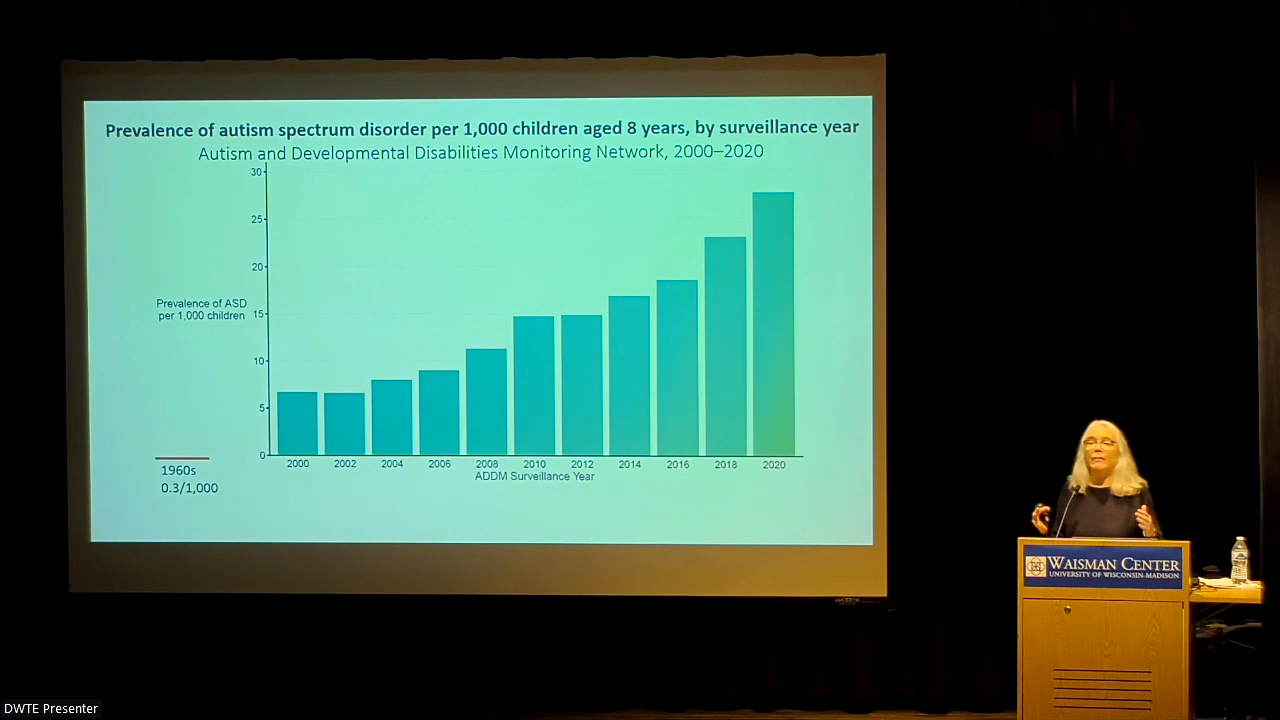 Prevalence of autism spectrum disorder per 1,000 children aged 8 years, by surveillance year
Autism and Developmental Disabilities Monitoring Network, 2000–2020
30
25
20
Prevalence of ASD
per 1,000 children
15
10
5
0
2000 2002 2004 2006 2008 2010 2012 2014 2016 2018 2020
ADDM Surveillance Year
1960s
0.3/1,000
WAISMAN CENTER
UNIVERSITY OF WISCONSIN-MADISON
DWTE Presenter